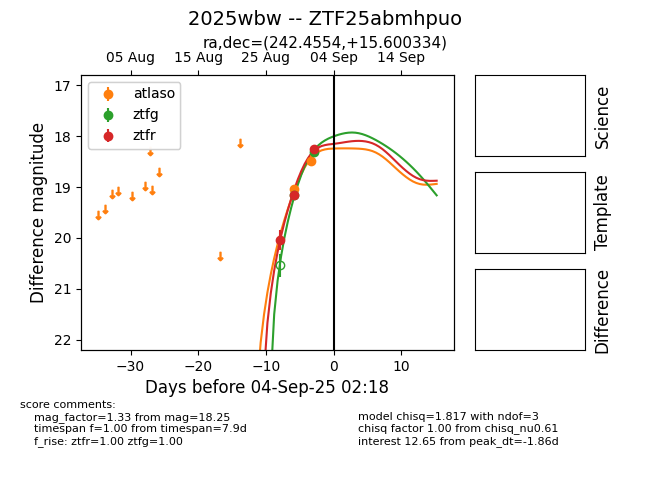 2025wbw -- ZTF25abmhpuo
ra,dec=(242.4554,+15.600334)
05 Aug 15 Aug 25 Aug 04 Sep 14 Sep
17
18
19
20
21
22
Difference magnitude
atlaso
ztfg
ztfr
−30 −20 −10 0 10
Days before 04-Sep-25 02:18
Science
Template
Difference
score comments:
mag_factor=1.33 from mag=18.25
timespan f=1.00 from timespan=7.9d
f_rise: ztfr=1.00 ztfg=1.00
model chisq=1.817 with ndof=3
chisq factor 1.00 from chisq_nu0.61
interest 12.65 from peak_dt=-1.86d